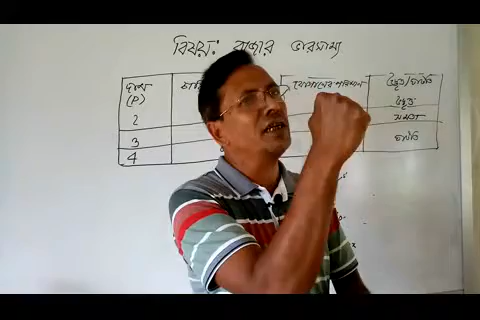 বিষয়: বাজার ভারসাম্য
দাম যোগানের পরিমান উদ্বৃত্ত/ঘাটতি
(P) উদ্বৃত্ত
2 সমতা
3 ঘাটতি
4